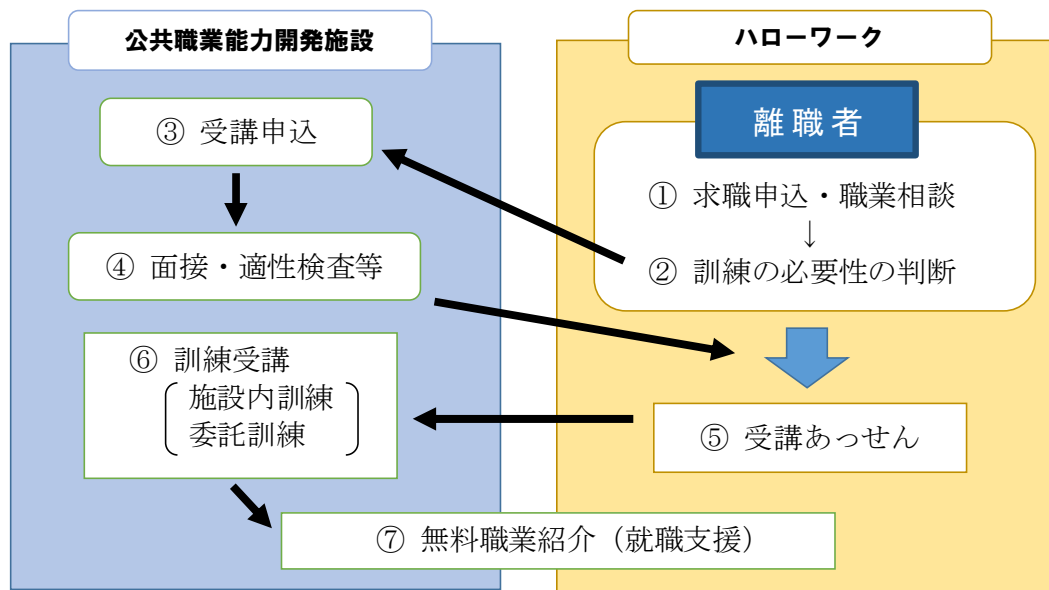 公共職業能力開発施設
ハローワーク
離職者
① 求職申込・職業相談
↓
② 訓練の必要性の判断
③ 受講申込
④ 面接・適性検査等
⑤ 受講あっせん
⑥ 訓練受講
施設内訓練
委託訓練
⑦ 無料職業紹介（就職支援）